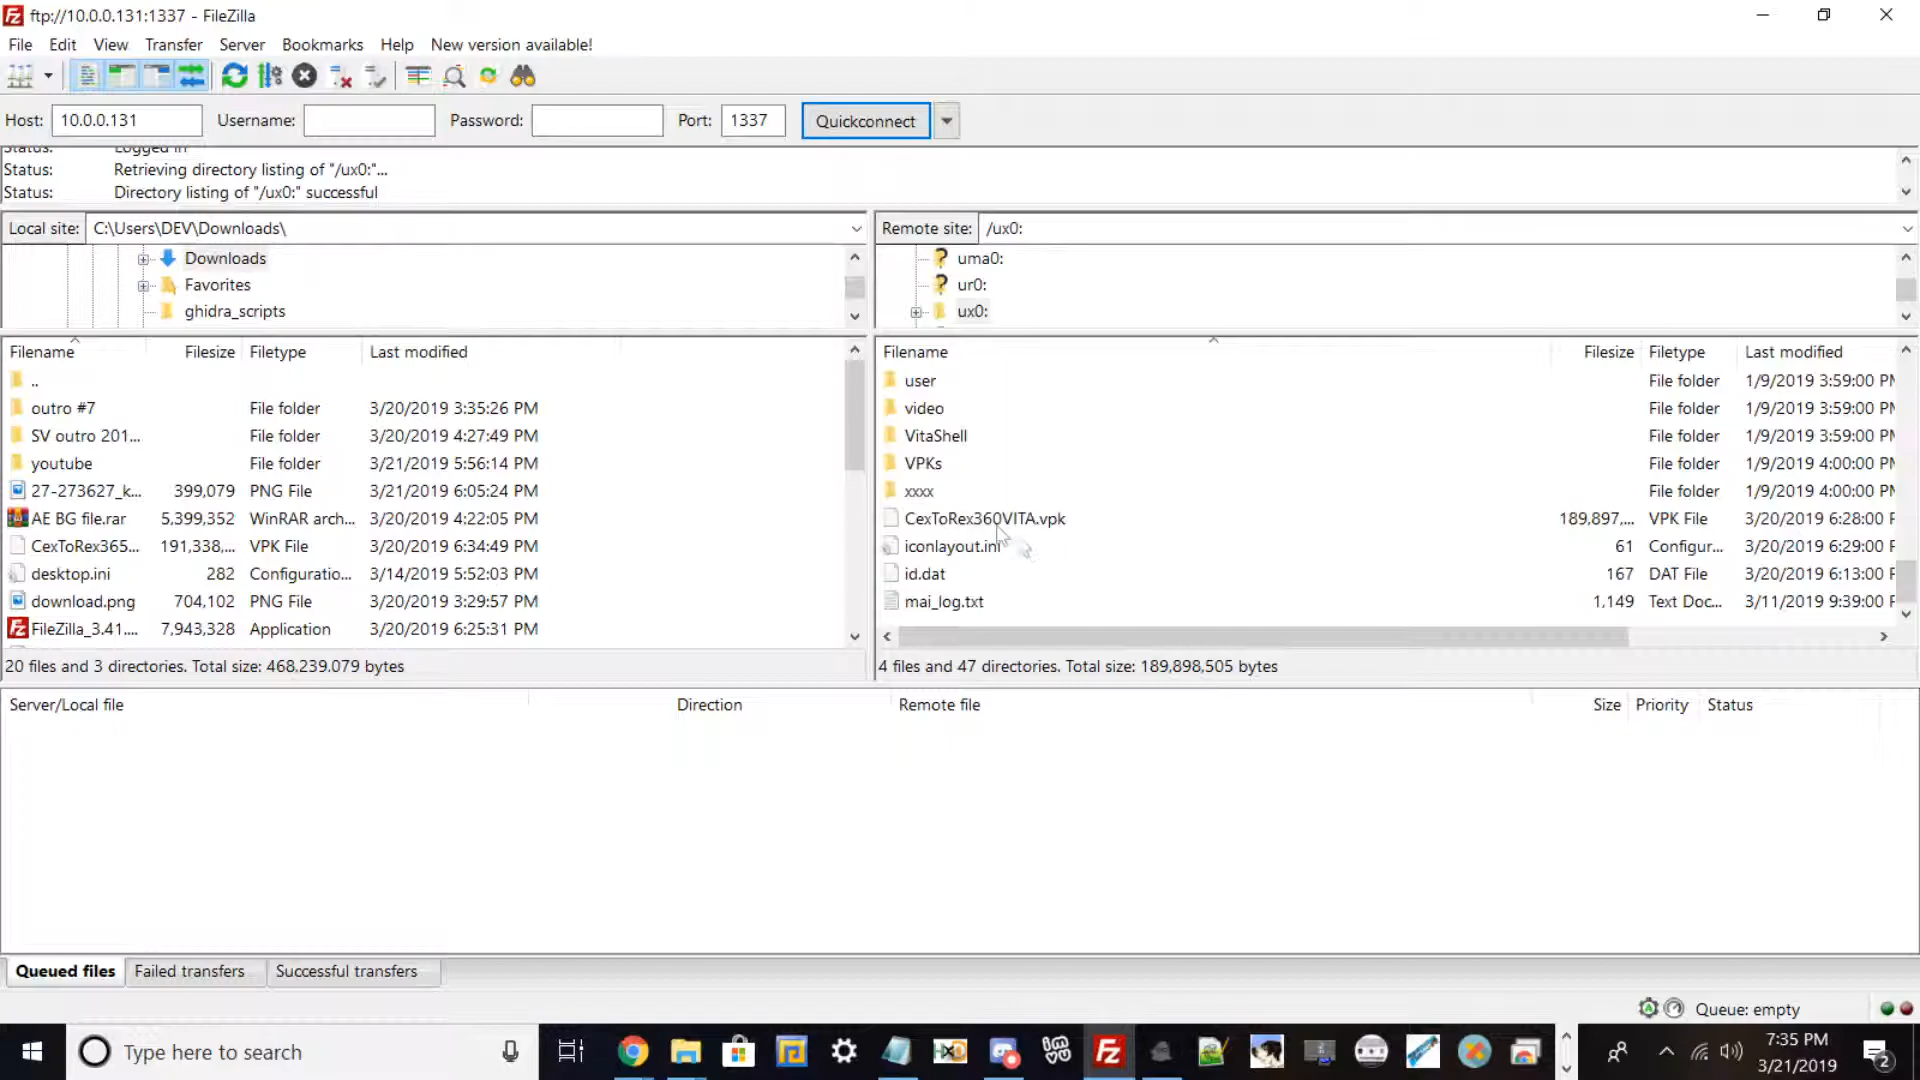 ftp://10.0.0.131:1337 - FileZilla
File Edit View Transfer Server Bookmarks Help New version available!
Host: 10.0.0.131 Username: Password: Port: 1337 Quickconnect
Status: Logged in
Status: Retrieving directory listing of "/ux0:"...
Status: Directory listing of "/ux0:" successful
Local site: C:\Users\DEV\Downloads\
Downloads
Favorites
ghidra_scripts
Remote site: /ux0:
uma0:
ur0:
ux0:
Filename Filesize Filetype Last modified
..
outro #7 File folder 3/20/2019 3:35:26 PM
SV outro 201... File folder 3/20/2019 4:27:49 PM
youtube File folder 3/21/2019 5:56:14 PM
27-273627_k... 399,079 PNG File 3/21/2019 6:05:24 PM
AE BG file.rar 5,399,352 WinRAR arch... 3/20/2019 4:22:05 PM
CexToRex365... 191,338,... VPK File 3/20/2019 6:34:49 PM
desktop.ini 282 Configuratio... 3/14/2019 5:52:03 PM
download.png 704,102 PNG File 3/20/2019 3:29:57 PM
FileZilla_3.41.... 7,943,328 Application 3/20/2019 6:25:31 PM
20 files and 3 directories. Total size: 468,239,079 bytes
Filename Filesize Filetype Last modified
user File folder 1/9/2019 3:59:00 PM
video File folder 1/9/2019 3:59:00 PM
VitaShell File folder 1/9/2019 3:59:00 PM
VPKs File folder 1/9/2019 4:00:00 PM
xxxx File folder 1/9/2019 4:00:00 PM
CexToRex360VITA.vpk 189,897,... VPK File 3/20/2019 6:28:00 P
iconlayout.ini 61 Configur... 3/20/2019 6:29:00 P
id.dat 167 DAT File 3/20/2019 6:13:00 P
mai_log.txt 1,149 Text Doc... 3/11/2019 9:39:00 P
4 files and 47 directories. Total size: 189,898,505 bytes
Server/Local file Direction Remote file Size Priority Status
Queued files Failed transfers Successful transfers
Queue: empty
Type here to search
7:35 PM
3/21/2019
2